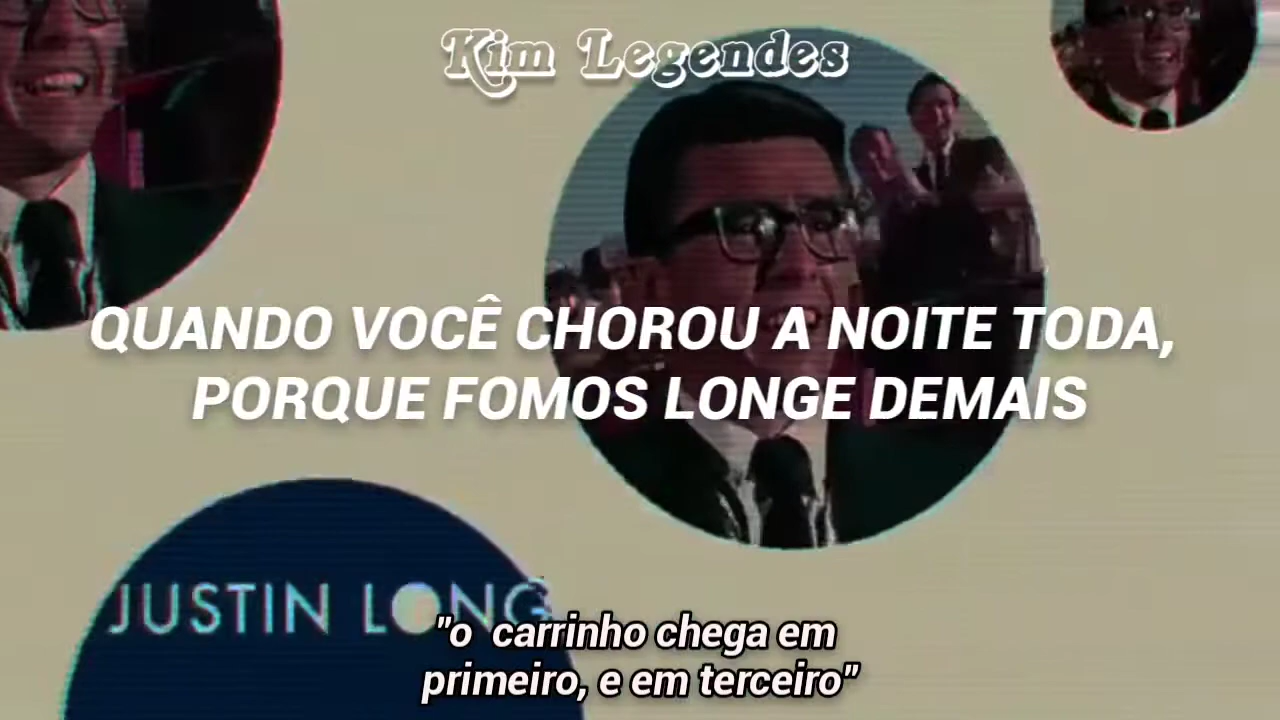 Kim Legendes
QUANDO VOCÊ CHOROU A NOITE TODA,
PORQUE FOMOS LONGE DEMAIS
JUSTIN LONG
"o carrinho chega em
primeiro, e em terceiro"